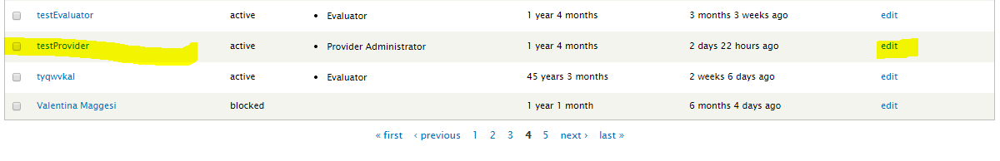 testEvaluator active • Evaluator 1 year 4 months 3 months 3 weeks ago edit
testProvider active • Provider Administrator 1 year 4 months 2 days 22 hours ago edit
tyqwvkal active • Evaluator 45 years 3 months 2 weeks 6 days ago edit
Valentina Maggesi blocked 1 year 1 month 6 months 4 days ago edit
« first ‹ previous 1 2 3 4 5 next › last »